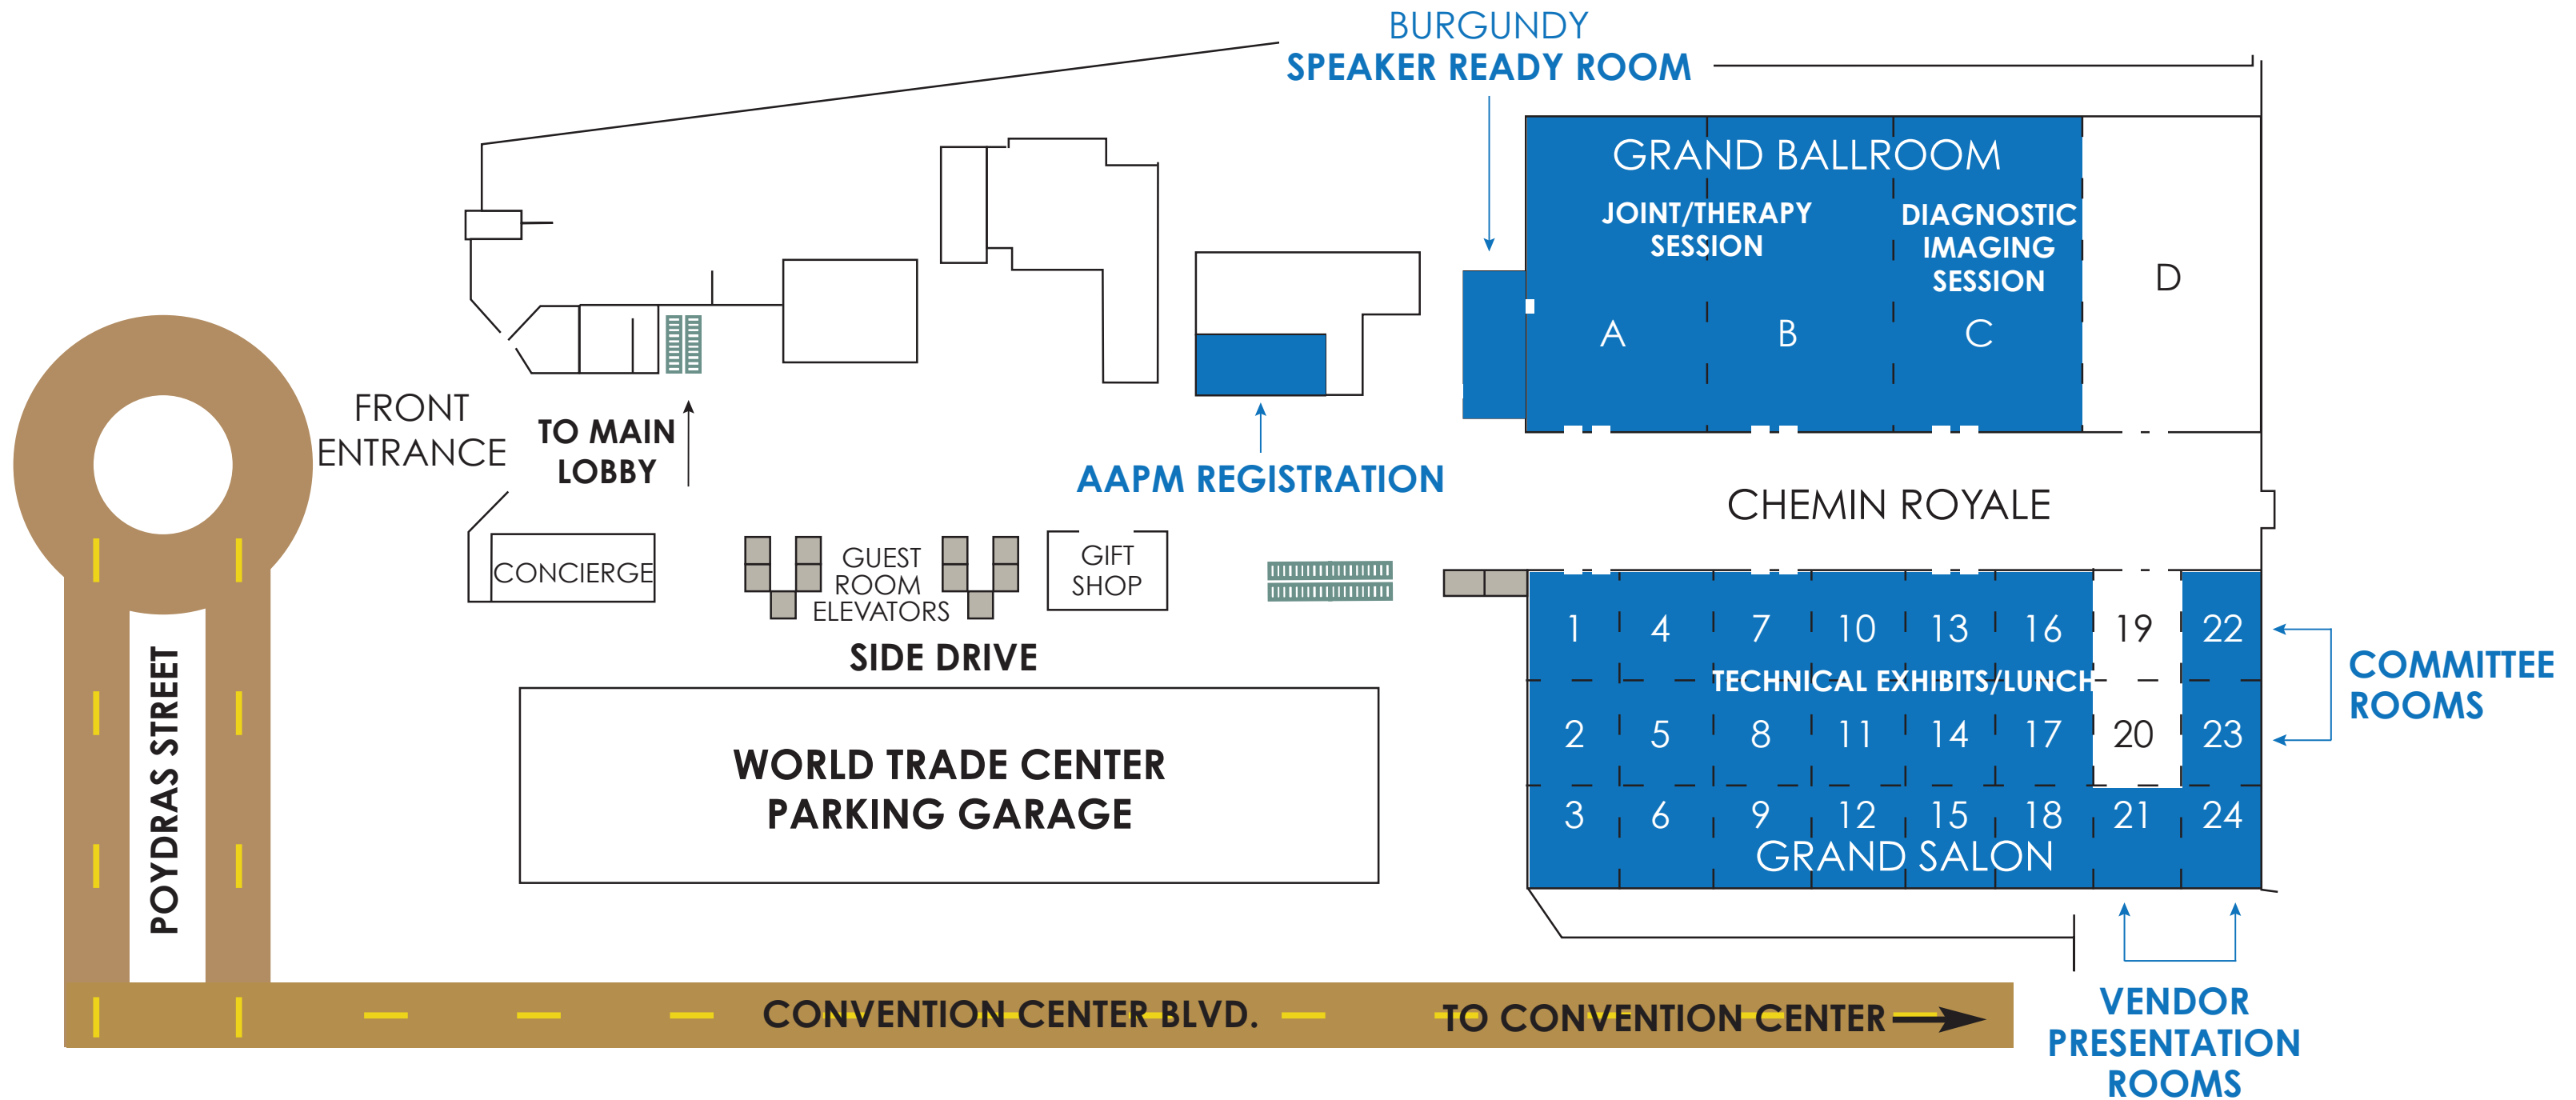 BURGUNDY
SPEAKER READY ROOM
GRAND BALLROOM
JOINT/THERAPY
SESSION
DIAGNOSTIC
IMAGING
SESSION
A
B
C
D
FRONT
ENTRANCE
TO MAIN
LOBBY
AAPM REGISTRATION
CHEMIN ROYALE
CONCIERGE
GUEST
ROOM
ELEVATORS
GIFT
SHOP
SIDE DRIVE
WORLD TRADE CENTER
PARKING GARAGE
POYDRAS STREET
1 4 7 10 13 16 19 22
TECHNICAL EXHIBITS/LUNCH
2 5 8 11 14 17 20 23
3 6 9 12 15 18 21 24
GRAND SALON
COMMITTEE
ROOMS
CONVENTION CENTER BLVD.
TO CONVENTION CENTER
VENDOR
PRESENTATION
ROOMS